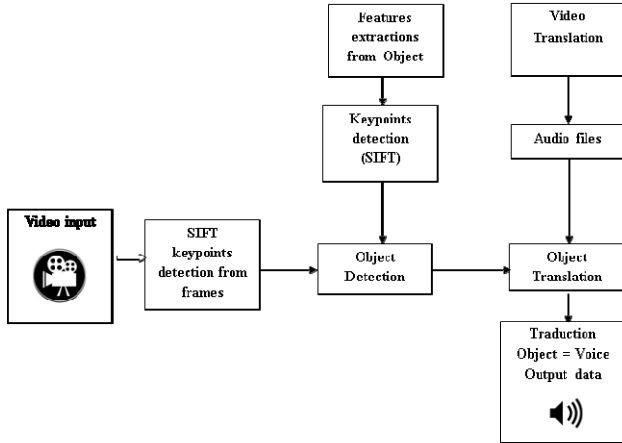 Features
extractions
from Object
Video
Translation
Keypoints
detection
(SIFT)
Audio files
Video input
SIFT
keypoints
detection from
frames
Object
Detection
Object
Translation
Traduction
Object = Voice
Output data